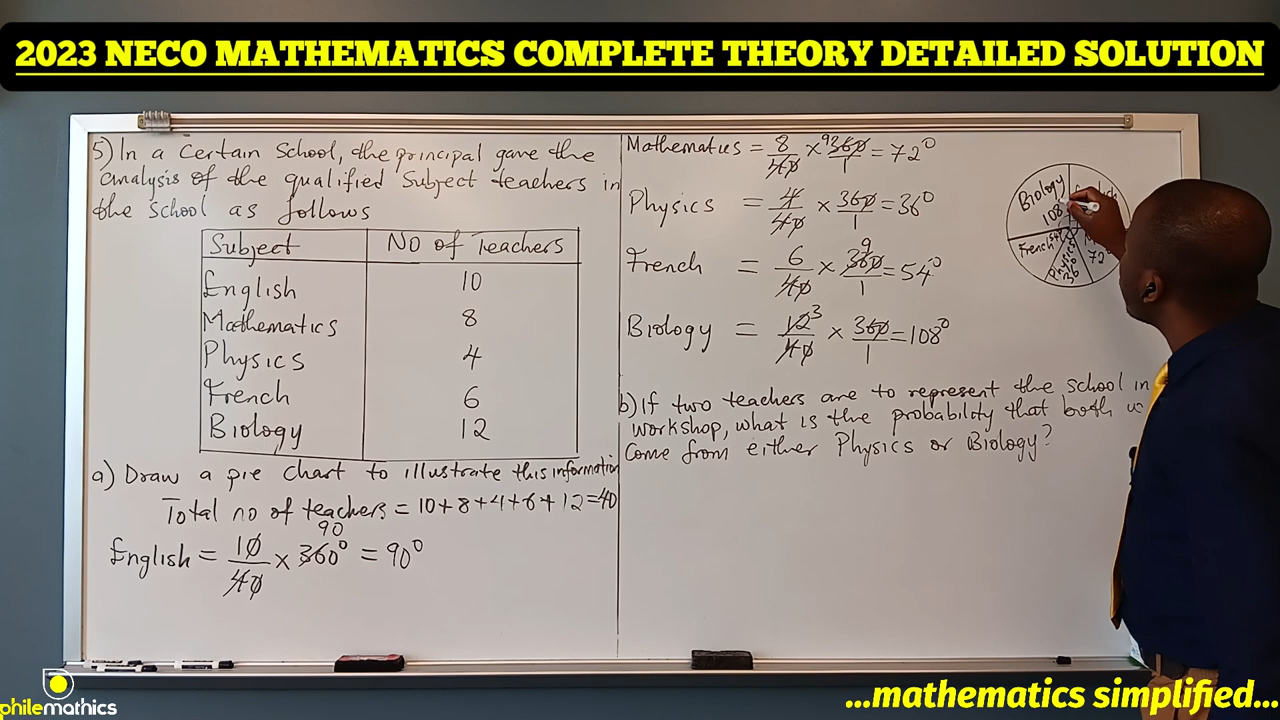 2023 NECO MATHEMATICS COMPLETE THEORY DETAILED SOLUTION
5) In a certain School, the principal gave the
analysis of the qualified Subject teachers in
the school as follows
Subject No of Teachers
English 10
Mathematics 8
Physics 4
French 6
Biology 12
a) Draw a pie chart to illustrate this information
Total no of teachers = 10+8+4+6+12=40
English = 10/40 × 360° = 90°
90
Mathematics = 8/40 × 360/1 = 72°
9
Physics = 4/40 × 360/1 = 36°
French = 6/40 × 360/1 = 54°
9
Biology = 12/40 × 360/1 = 108°
3
b) If two teachers are to represent the school in
workshop, what is the probability that both
come from either Physics or Biology?
Biology
108
French
Physics
36
72
philemathics
...mathematics simplified...